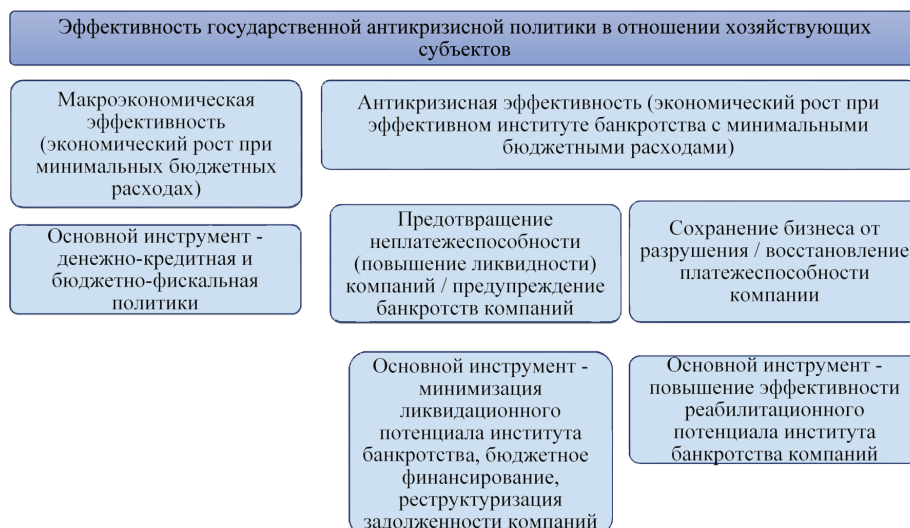 Эффективность государственной антикризисной политики в отношении хозяйствующих
субъектов
Макроэкономическая
эффективность
(экономический рост при
минимальных бюджетных
расходах)
Основной инструмент -
денежно-кредитная и
бюджетно-фискальная
политики
Антикризисная эффективность (экономический рост при
эффективном институте банкротства с минимальными
бюджетными расходами)
Предотвращение
неплатежеспособности
(повышение ликвидности)
компаний / предупреждение
банкротств компаний
Основной инструмент -
минимизация
ликвидационного
потенциала института
банкротства, бюджетное
финансирование,
реструктуризация
задолженности компаний
Сохранение бизнеса от
разрушения / восстановление
платежеспособности
компании
Основной инструмент -
повышение эффективности
реабилитационного
потенциала института
банкротства компаний